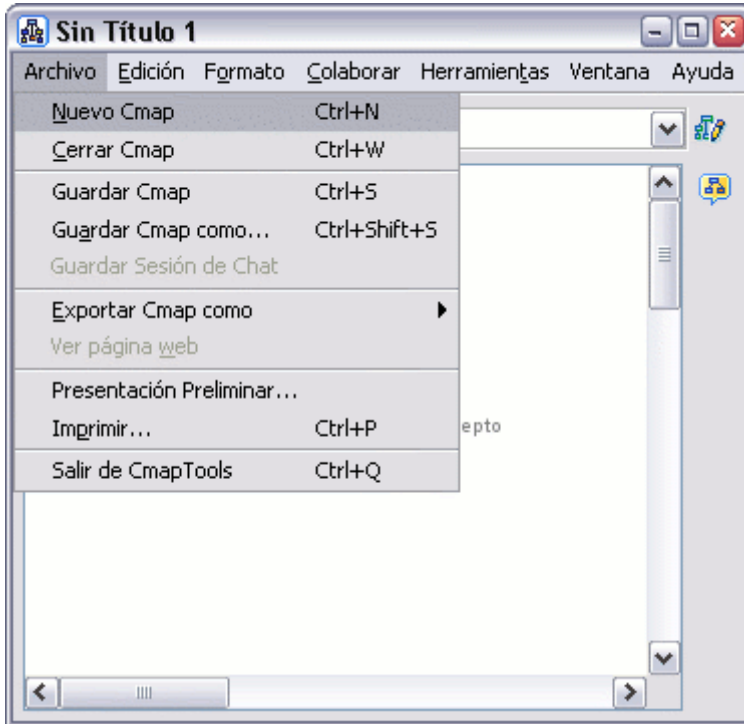 Sin Título 1
Archivo Edición Formato Colaborar Herramientas Ventana Ayuda
Nuevo Cmap Ctrl+N
Cerrar Cmap Ctrl+W
Guardar Cmap Ctrl+S
Guardar Cmap como... Ctrl+Shift+S
Guardar Sesión de Chat
Exportar Cmap como
Ver página web
Presentación Preliminar...
Imprimir... Ctrl+P epto
Salir de CmapTools Ctrl+Q